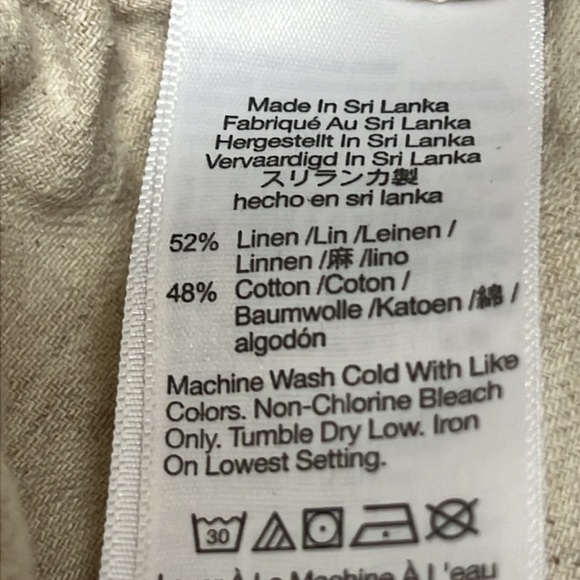 Made In Sri Lanka
Fabriqué Au Sri Lanka
Hergestellt In Sri Lanka
Vervaardigd In Sri Lanka
スリランカ製
hecho en sri lanka
52% Linen /Lin /Leinen /
Linnen /麻 /lino
48% Cotton /Coton /
Baumwolle /Katoen /綿 /
algodón
Machine Wash Cold With Like
Colors. Non-Chlorine Bleach
Only. Tumble Dry Low. Iron
On Lowest Setting.
30
À La Machine À L'eau